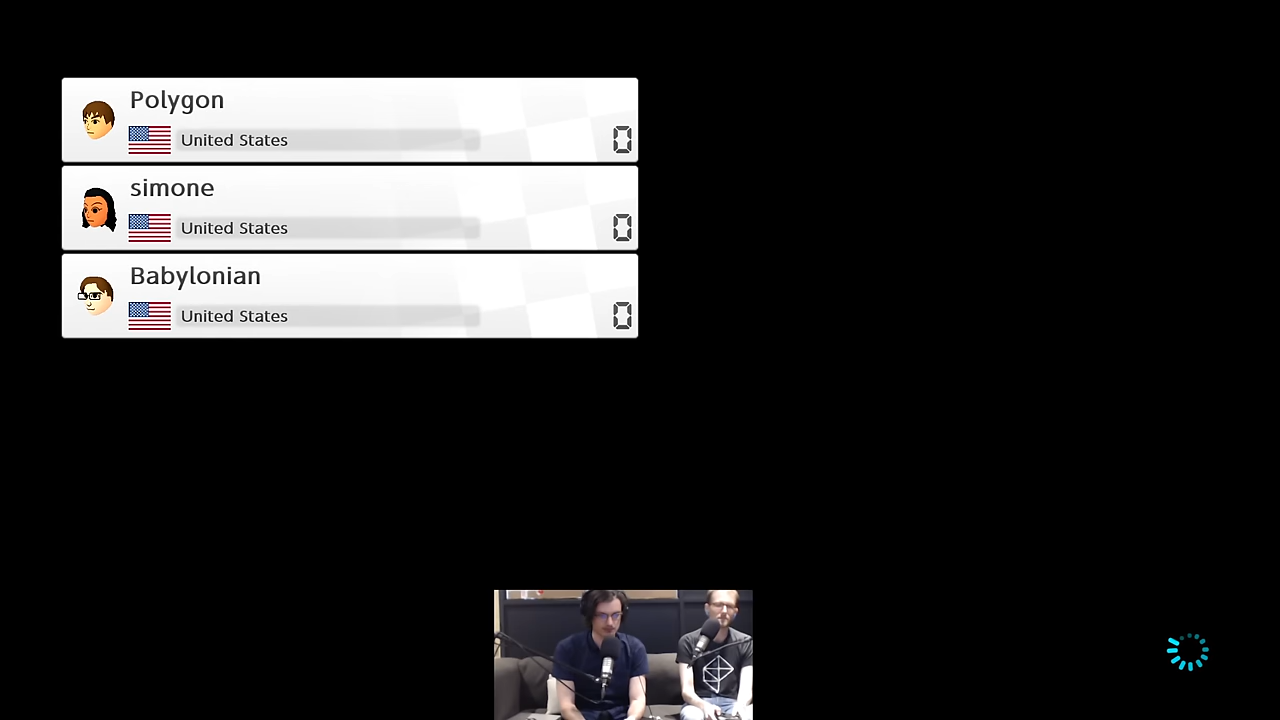 Polygon
United States
0
simone
United States
0
Babylonian
United States
0